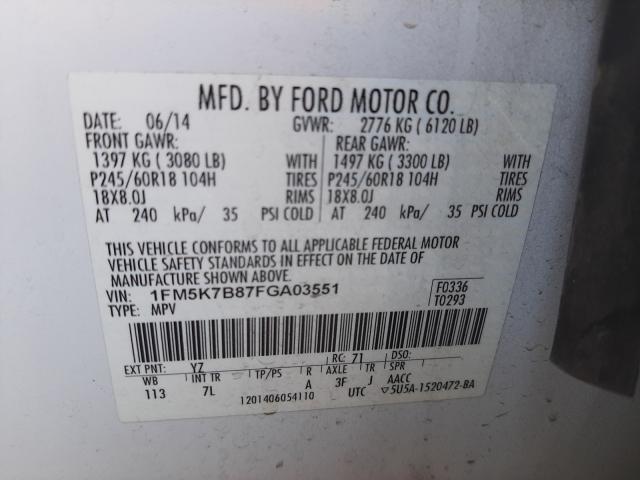 MFD. BY FORD MOTOR CO.
DATE: 06/14 GVWR: 2776 KG ( 6120 LB)
FRONT GAWR: REAR GAWR:
1397 KG ( 3080 LB) WITH 1497 KG ( 3300 LB) WITH
P245/60R18 104H TIRES P245/60R18 104H TIRES
18X8.0J RIMS 18X8.0J RIMS
AT 240 kPa/ 35 PSI COLD AT 240 kPa/ 35 PSI COLD
THIS VEHICLE CONFORMS TO ALL APPLICABLE FEDERAL MOTOR
VEHICLE SAFETY STANDARDS IN EFFECT ON THE DATE OF
MANUFACTURE SHOWN ABOVE.
VIN: 1FM5K7B87FGA03551 F0336
TYPE: MPV T0293
EXT PNT: YZ RC: 71 DSO:
WB INT TR TP/PS R AXLE TR SPR
113 7L A 3F J AACC
1201406054110 UTC ▽5U5A-1520472-BA